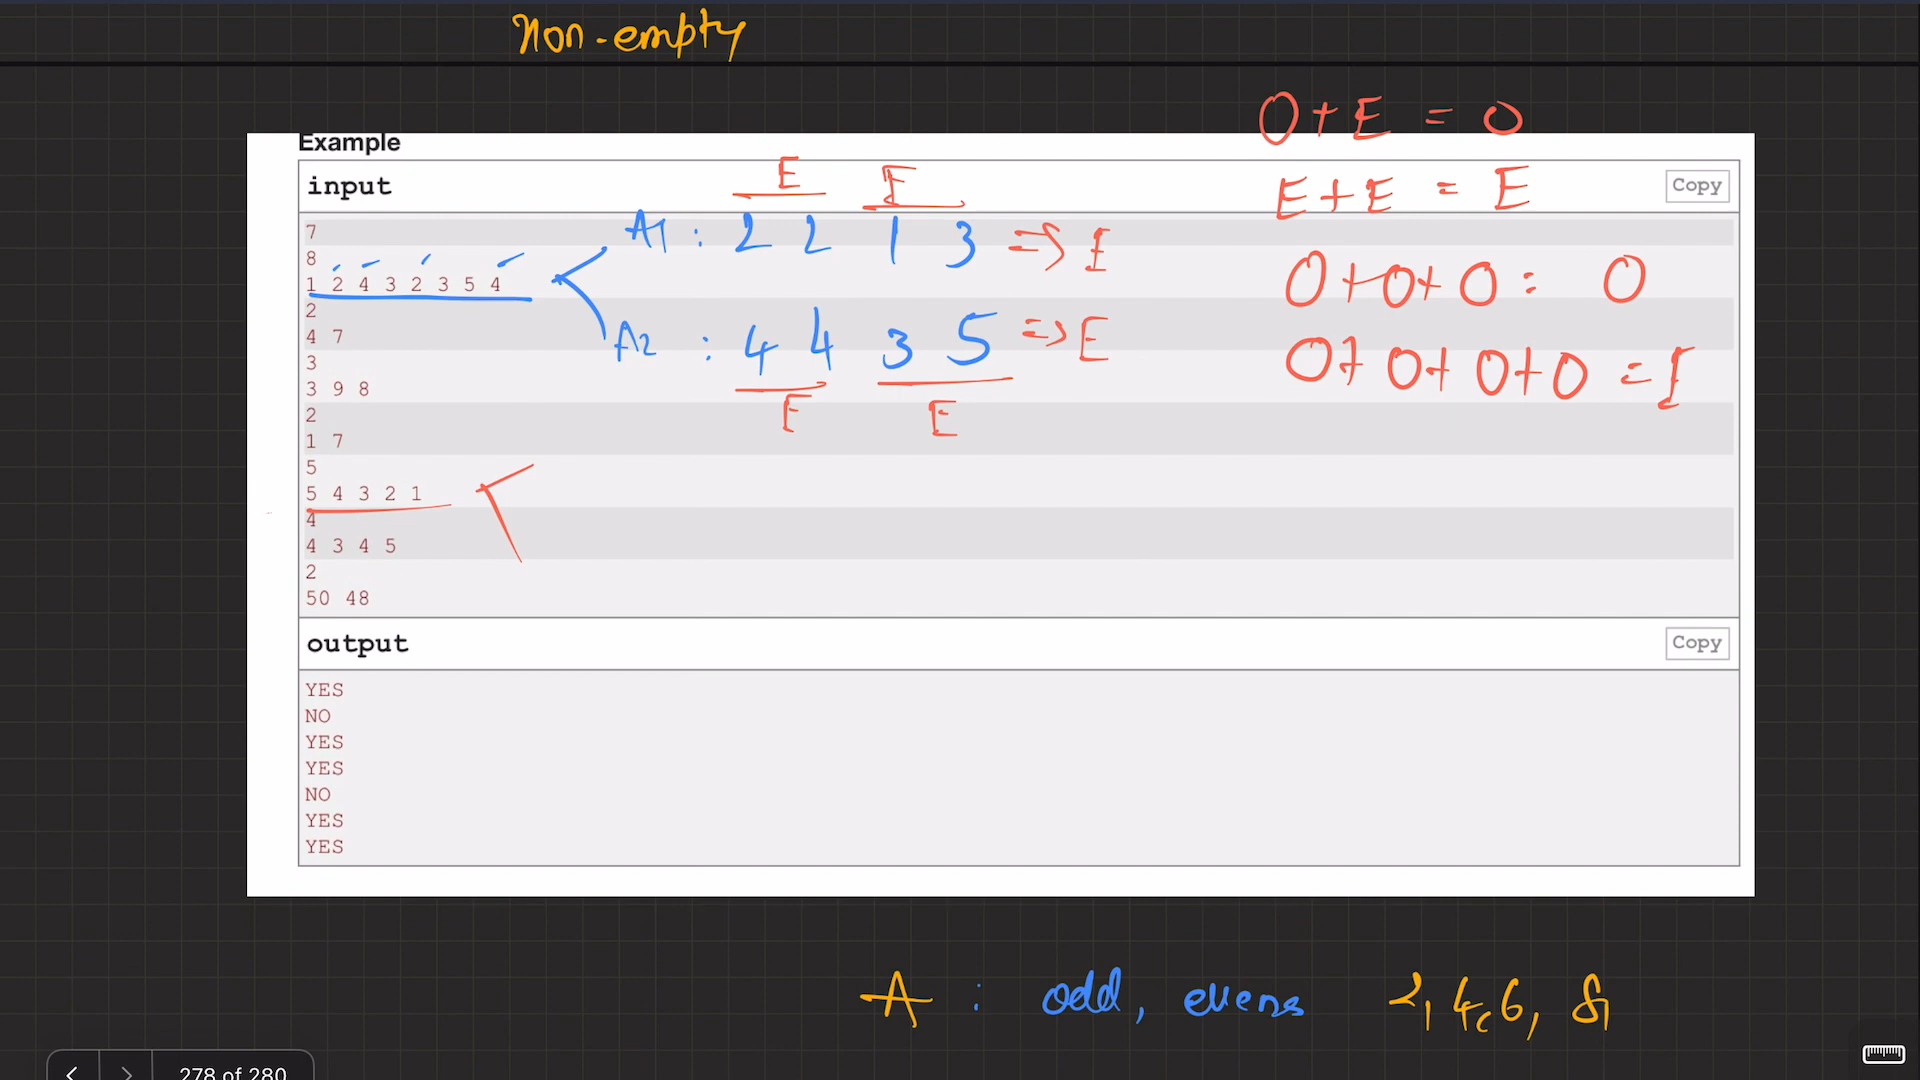 Non-empty
O + E = O
Example
E E
input
E + E = E
Copy
7
A1 : 2 2 1 3 => E
8
1 2 4 3 2 3 5 4
O + O + O : O
2
4 7
A2 : 4 4 3 5 => E
3
O + O + O + O = E
3 9 8
E E
2
1 7
5
5 4 3 2 1
4
4 3 4 5
2
50 48
output
Copy
YES
NO
YES
YES
NO
YES
YES
A : odd, evens 2, 4, 6, 8,
278 of 280